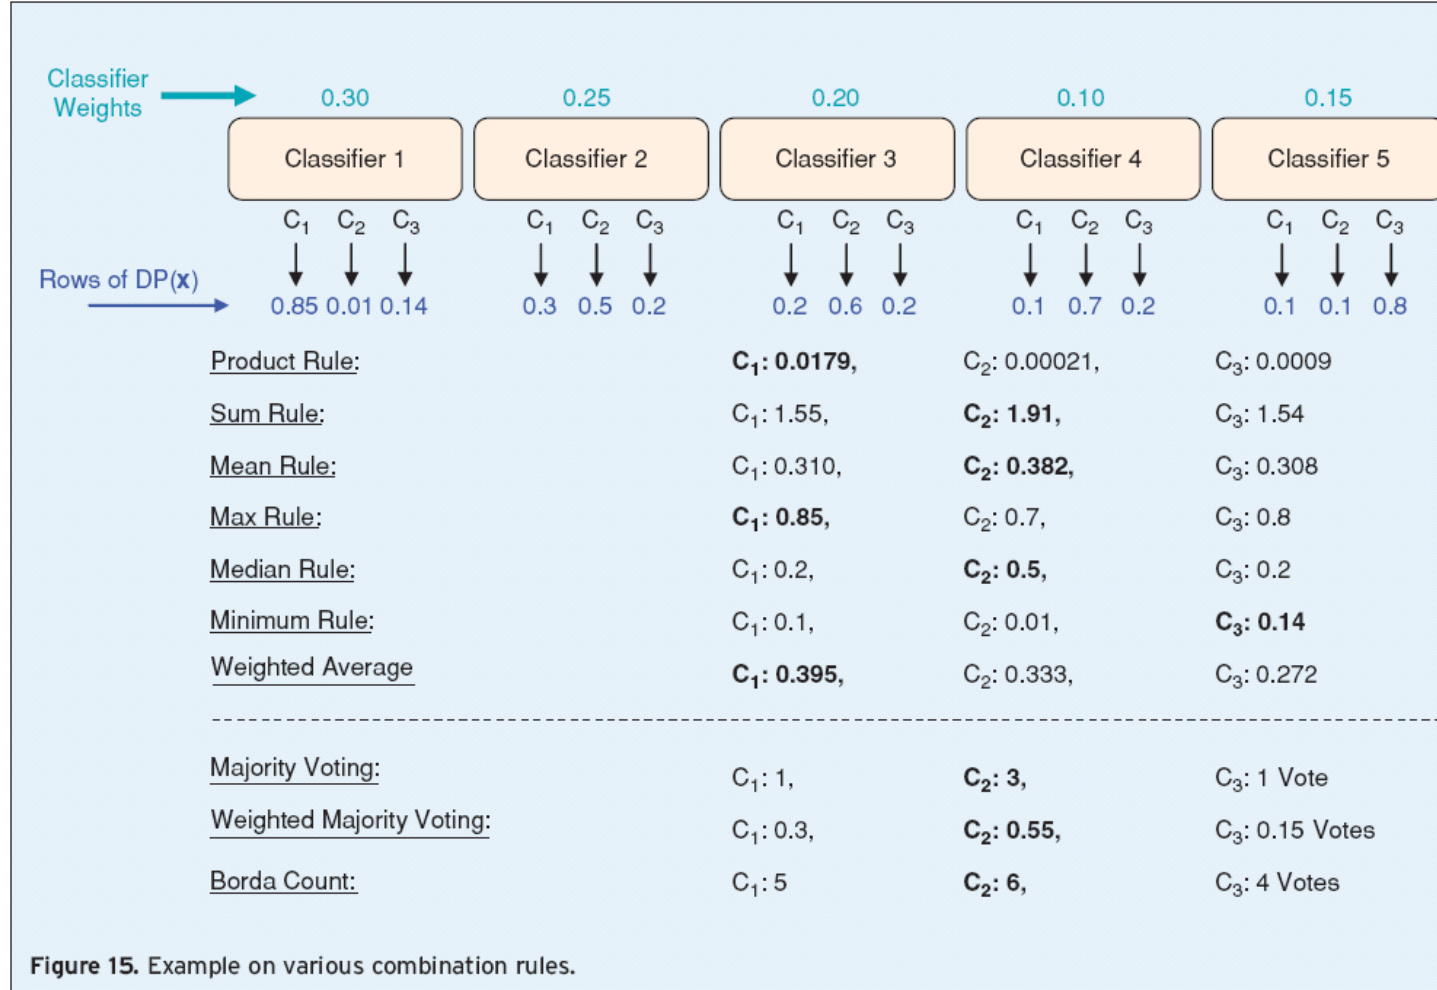 Classifier
Weights
0.30 0.25 0.20 0.10 0.15
Classifier 1 Classifier 2 Classifier 3 Classifier 4 Classifier 5
C1 C2 C3 C1 C2 C3 C1 C2 C3 C1 C2 C3 C1 C2 C3
Rows of DP(x)
0.85 0.01 0.14 0.3 0.5 0.2 0.2 0.6 0.2 0.1 0.7 0.2 0.1 0.1 0.8
Product Rule: C1: 0.0179, C2: 0.00021, C3: 0.0009
Sum Rule: C1: 1.55, C2: 1.91, C3: 1.54
Mean Rule: C1: 0.310, C2: 0.382, C3: 0.308
Max Rule: C1: 0.85, C2: 0.7, C3: 0.8
Median Rule: C1: 0.2, C2: 0.5, C3: 0.2
Minimum Rule: C1: 0.1, C2: 0.01, C3: 0.14
Weighted Average C1: 0.395, C2: 0.333, C3: 0.272
Majority Voting: C1: 1, C2: 3, C3: 1 Vote
Weighted Majority Voting: C1: 0.3, C2: 0.55, C3: 0.15 Votes
Borda Count: C1: 5 C2: 6, C3: 4 Votes
Figure 15. Example on various combination rules.